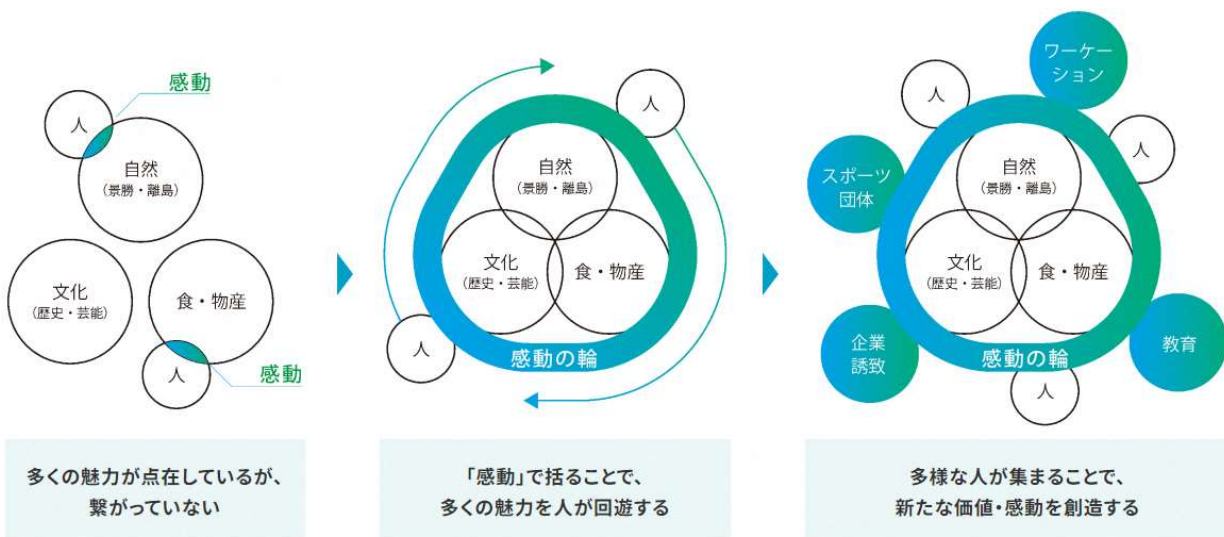 感動
人
自然
(景勝・離島)
文化
(歴史・芸能)
食・物産
人
感動
多くの魅力が点在しているが、
繋がっていない
人
自然
(景勝・離島)
文化
(歴史・芸能)
食・物産
人
感動の輪
「感動」で括ることで、
多くの魅力を人が回遊する
ワーケー
ション
人
人
自然
(景勝・離島)
スポーツ
団体
文化
(歴史・芸能)
食・物産
企業
誘致
教育
感動の輪
人
多様な人が集まることで、
新たな価値・感動を創造する